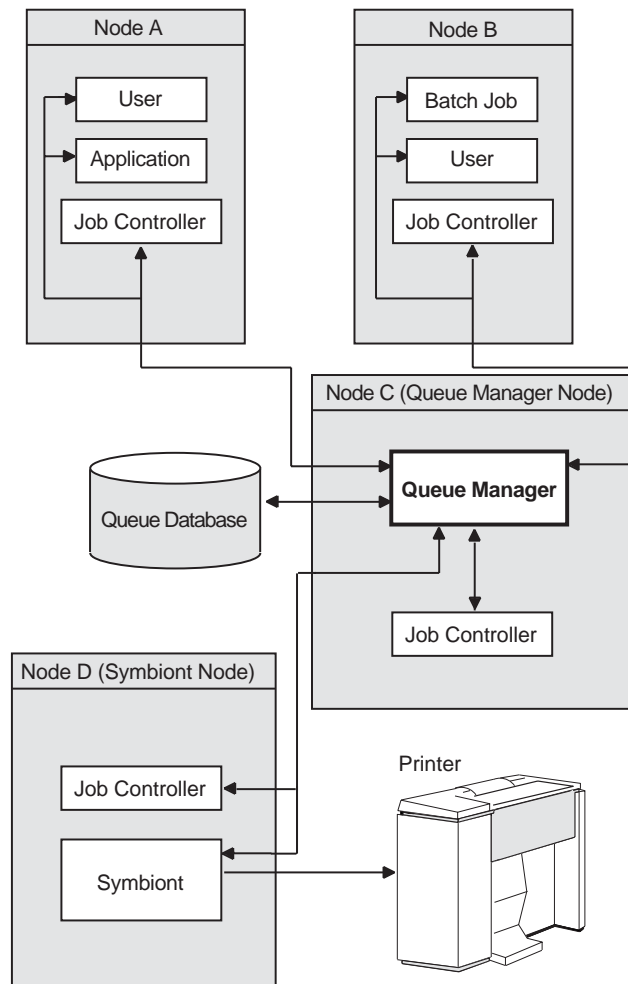 Node A
User
Application
Job Controller
Node B
Batch Job
User
Job Controller
Node C (Queue Manager Node)
Queue Manager
Queue Database
Job Controller
Node D (Symbiont Node)
Job Controller
Symbiont
Printer